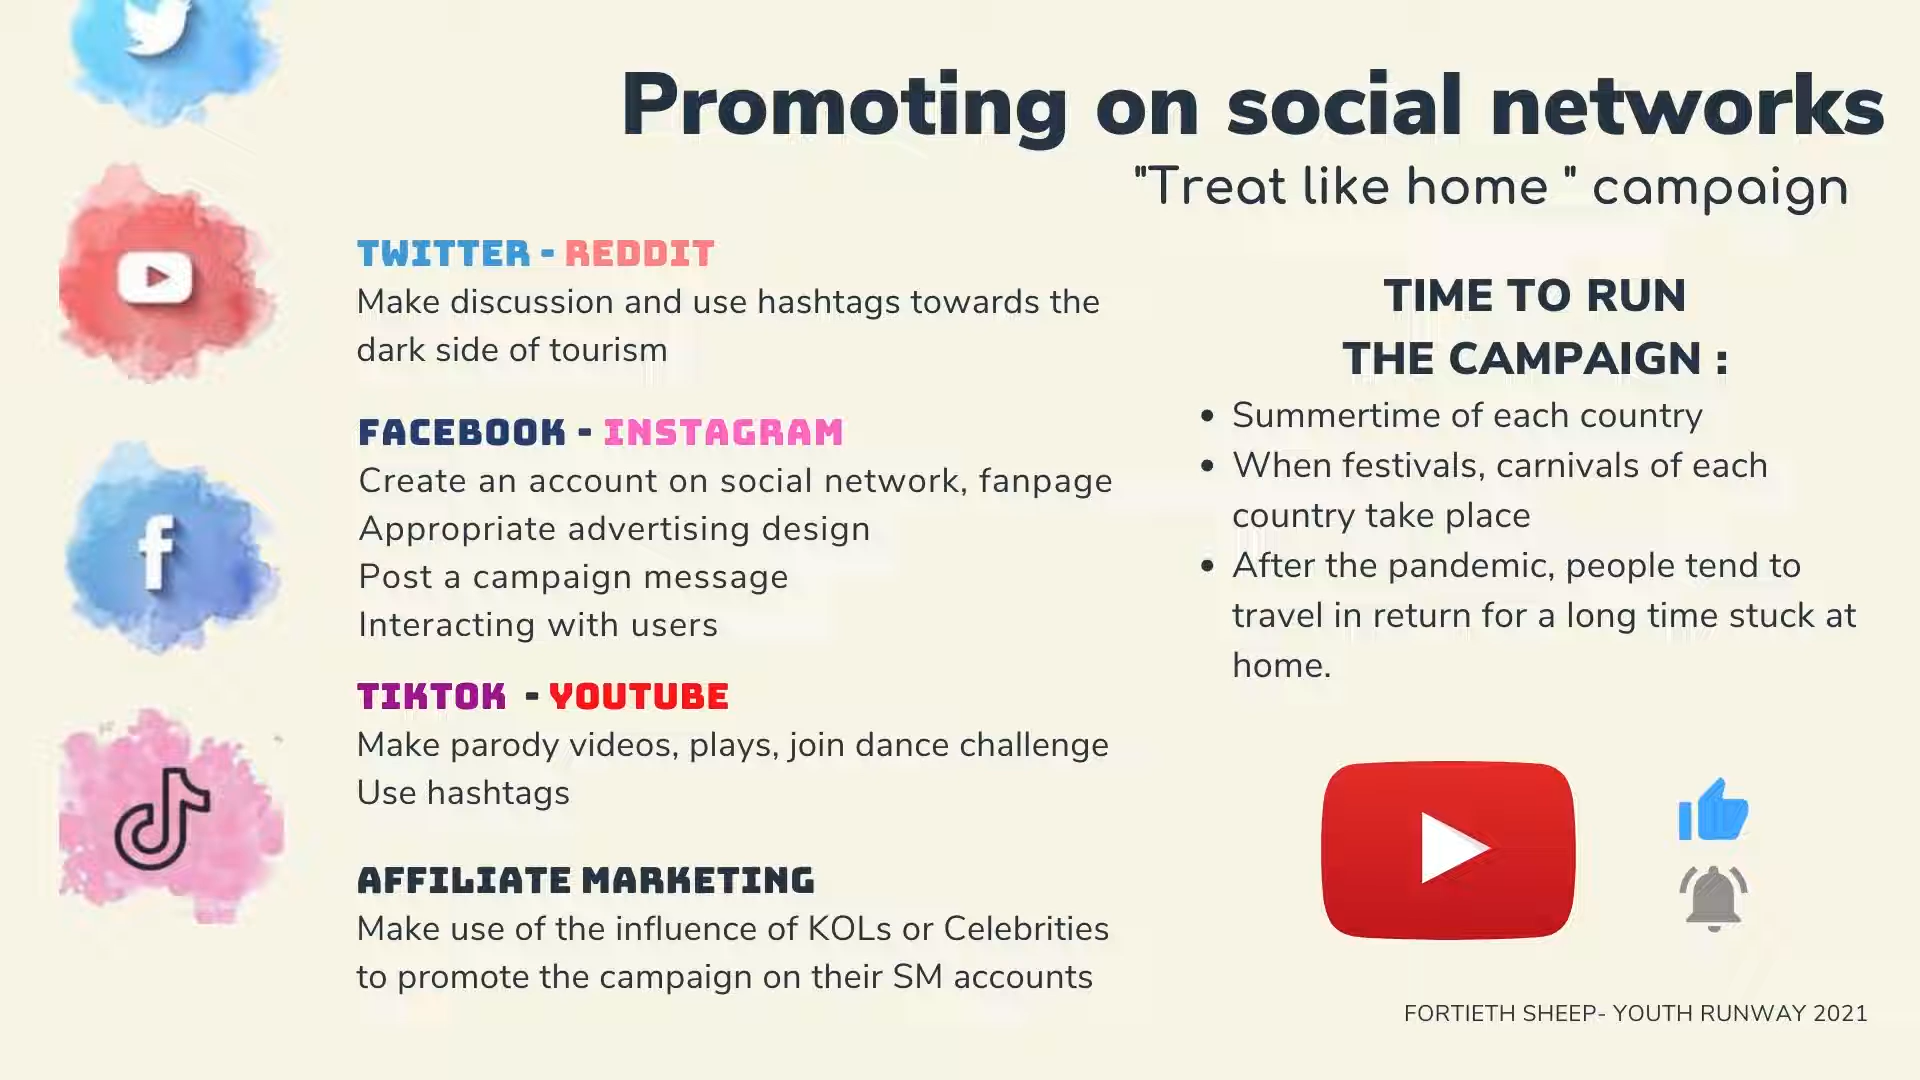 Promoting on social networks
"Treat like home " campaign
TWITTER - REDDIT
Make discussion and use hashtags towards the
dark side of tourism
FACEBOOK - INSTAGRAM
Create an account on social network, fanpage
Appropriate advertising design
Post a campaign message
Interacting with users
TIKTOK - YOUTUBE
Make parody videos, plays, join dance challenge
Use hashtags
AFFILIATE MARKETING
Make use of the influence of KOLs or Celebrities
to promote the campaign on their SM accounts
TIME TO RUN
THE CAMPAIGN :
• Summertime of each country
• When festivals, carnivals of each
country take place
• After the pandemic, people tend to
travel in return for a long time stuck at
home.
FORTIETH SHEEP- YOUTH RUNWAY 2021